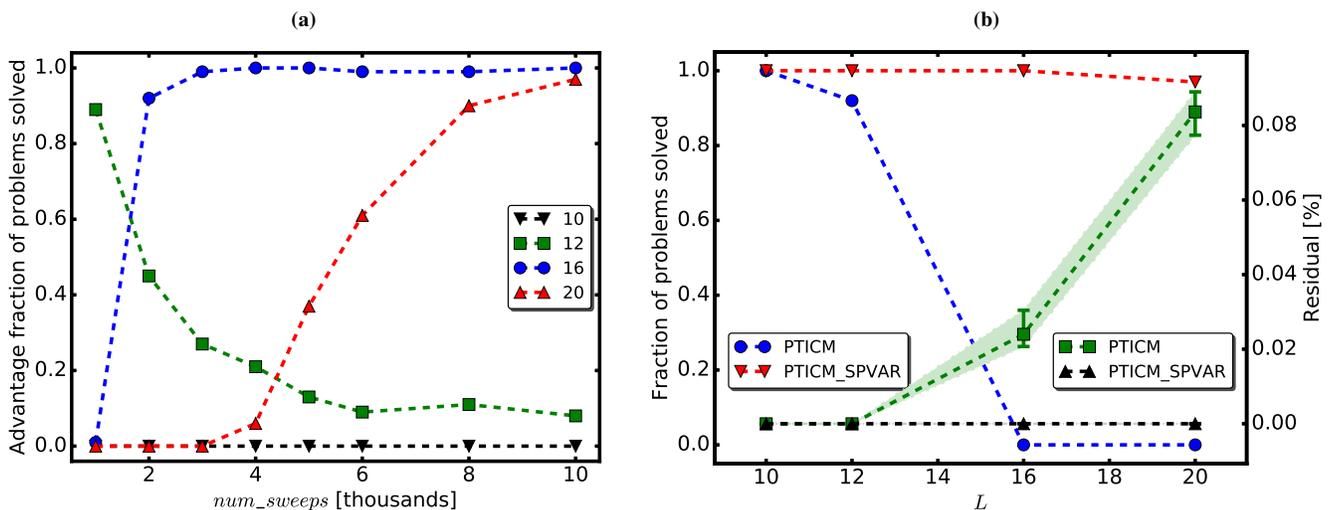 (a)
Advantage fraction of problems solved
1.0
0.8
0.6
0.4
0.2
0.0
2
4
6
8
10
num_sweeps [thousands]
10
12
16
20
(b)
Fraction of problems solved
1.0
0.8
0.6
0.4
0.2
0.0
10
12
14
16
18
20
L
PTICM
PTICM_SPVAR
PTICM
PTICM_SPVAR
0.08
0.06
0.04
0.02
0.00
Residual [%]